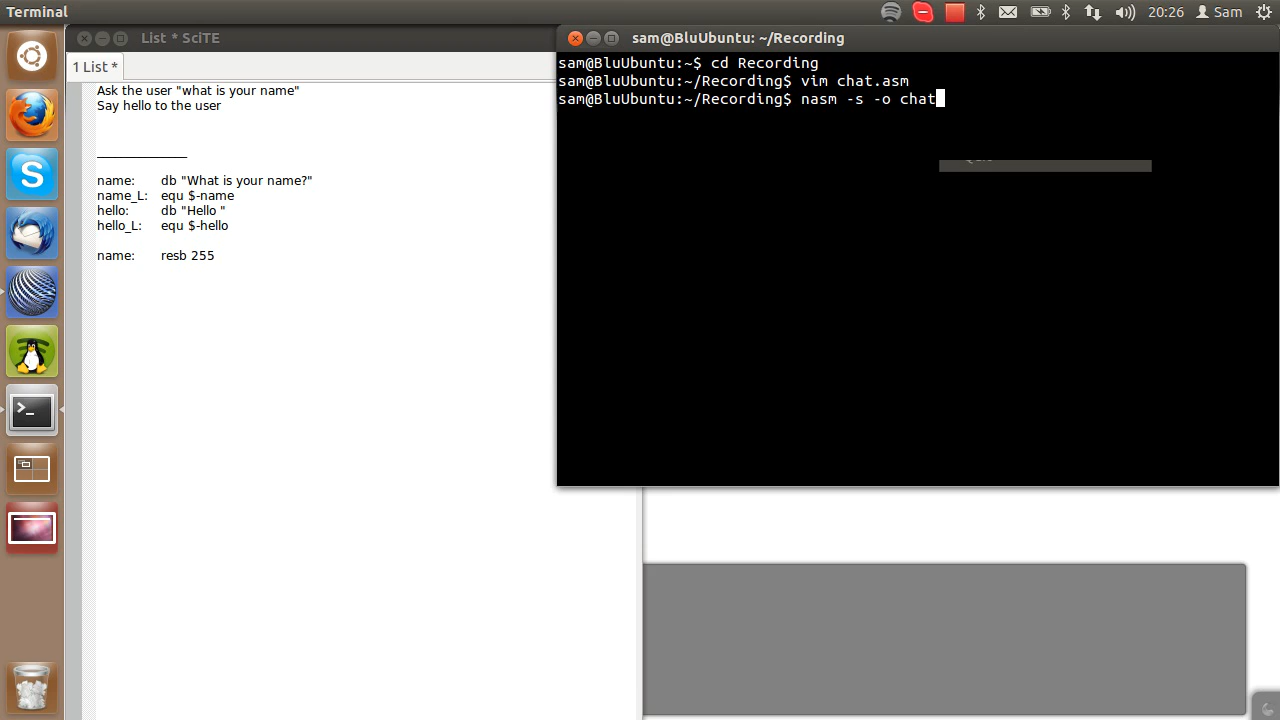 Terminal
20:26
Sam
List * SciTE
1 List *
Ask the user "what is your name"
Say hello to the user
name: db "What is your name?"
name_L: equ $-name
hello: db "Hello "
hello_L: equ $-hello
name: resb 255
sam@BluUbuntu: ~/Recording
sam@BluUbuntu:~$ cd Recording
sam@BluUbuntu:~/Recording$ vim chat.asm
sam@BluUbuntu:~/Recording$ nasm -s -o chat